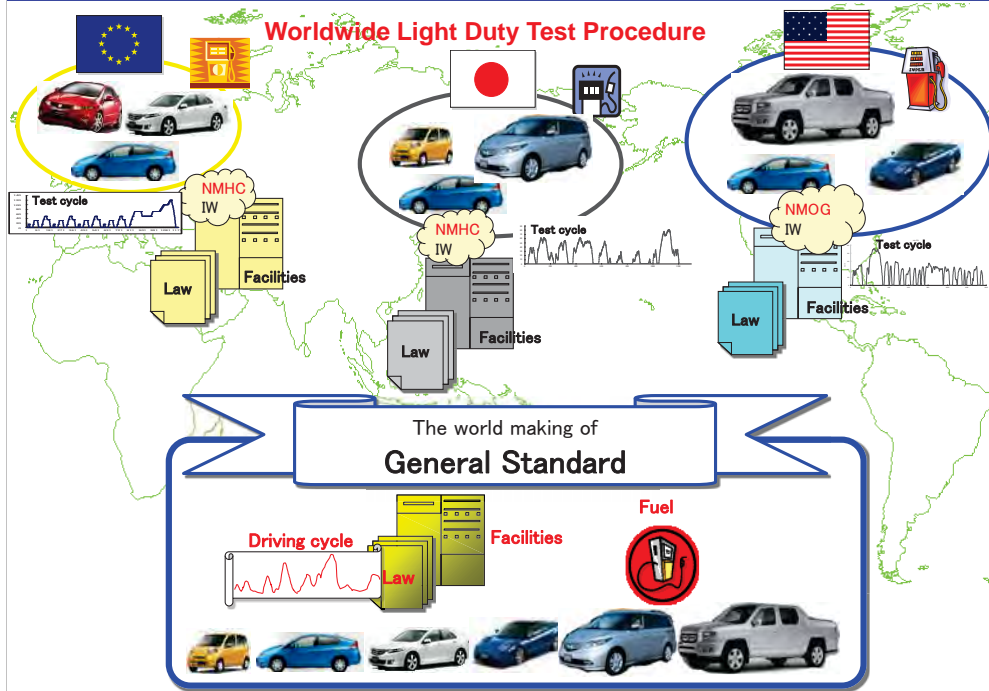 Worldwide Light Duty Test Procedure
Test cycle
NMHC
IW
Facilities
Law
NMHC
IW
Test cycle
Facilities
Law
NMOG
IW
Test cycle
Facilities
Law
The world making of
General Standard
Driving cycle
Law
Facilities
Fuel